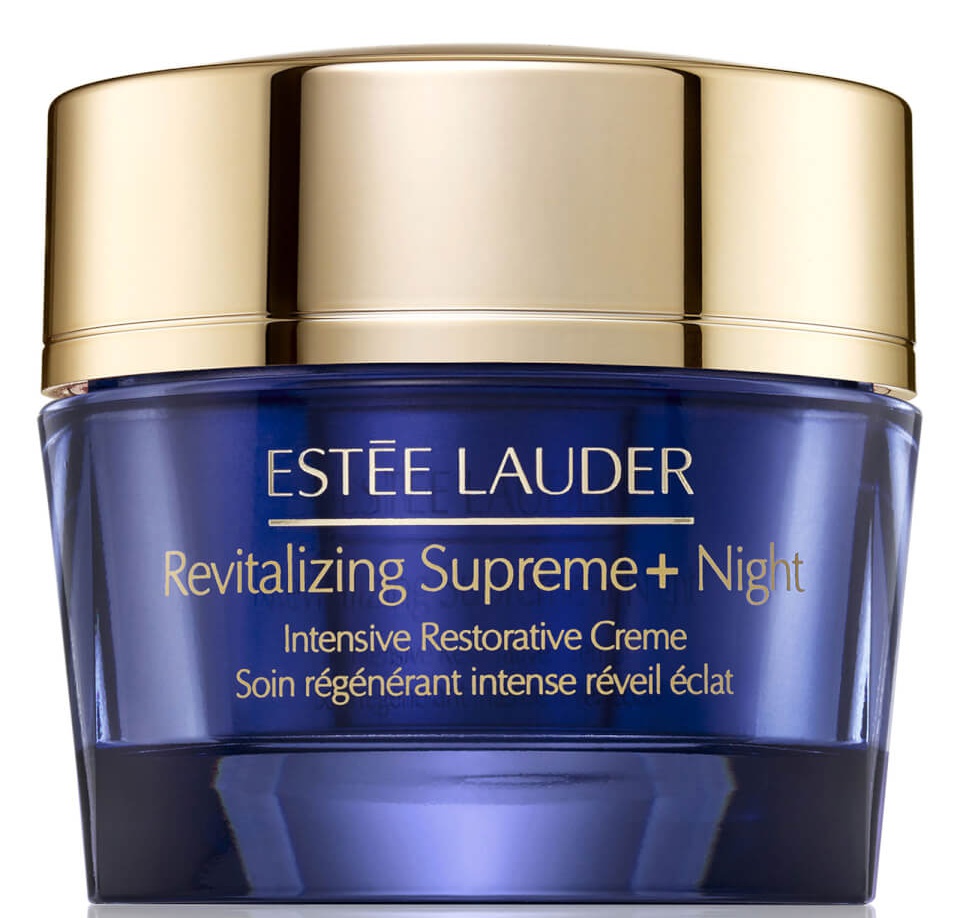 ESTĒE LAUDER
Revitalizing Supreme+ Night
Intensive Restorative Creme
Soin régénérant intense réveil éclat